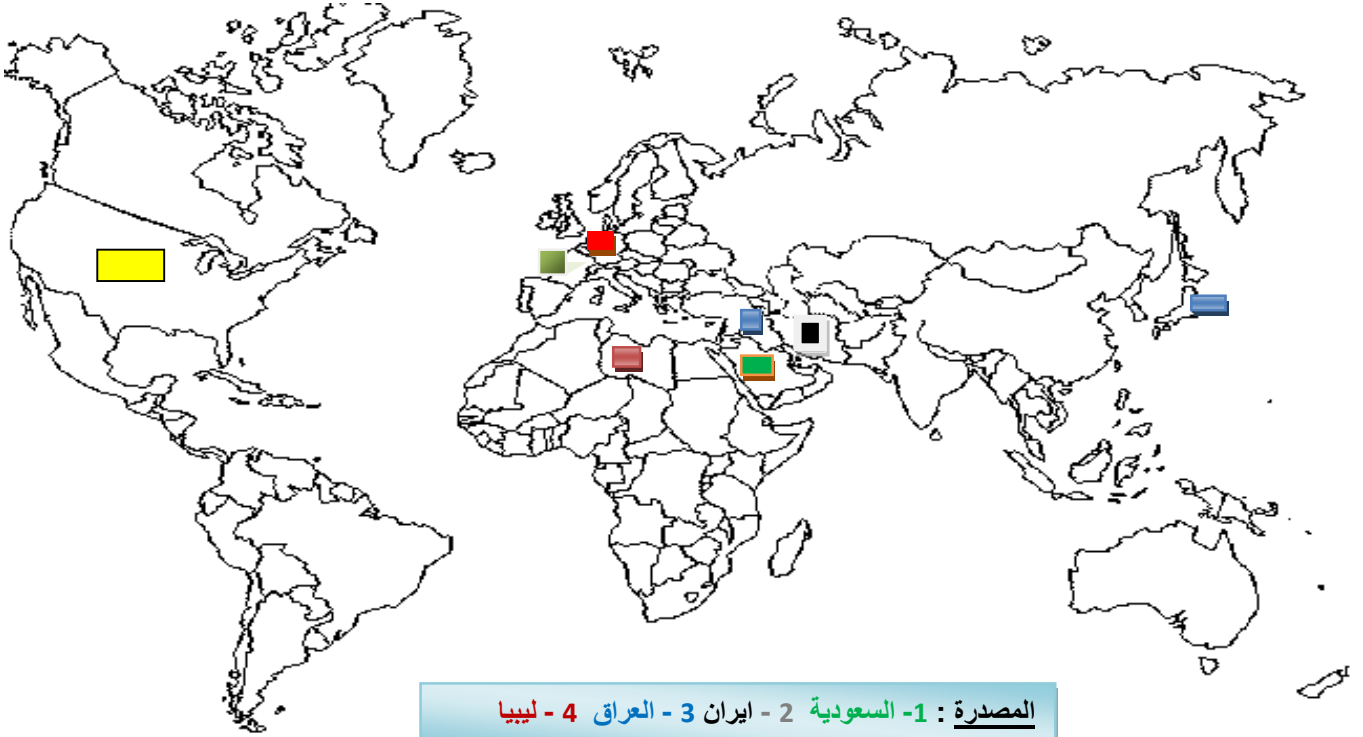 المصدرة : 1- السعودية 2 - ايران 3 - العراق 4 - ليبيا